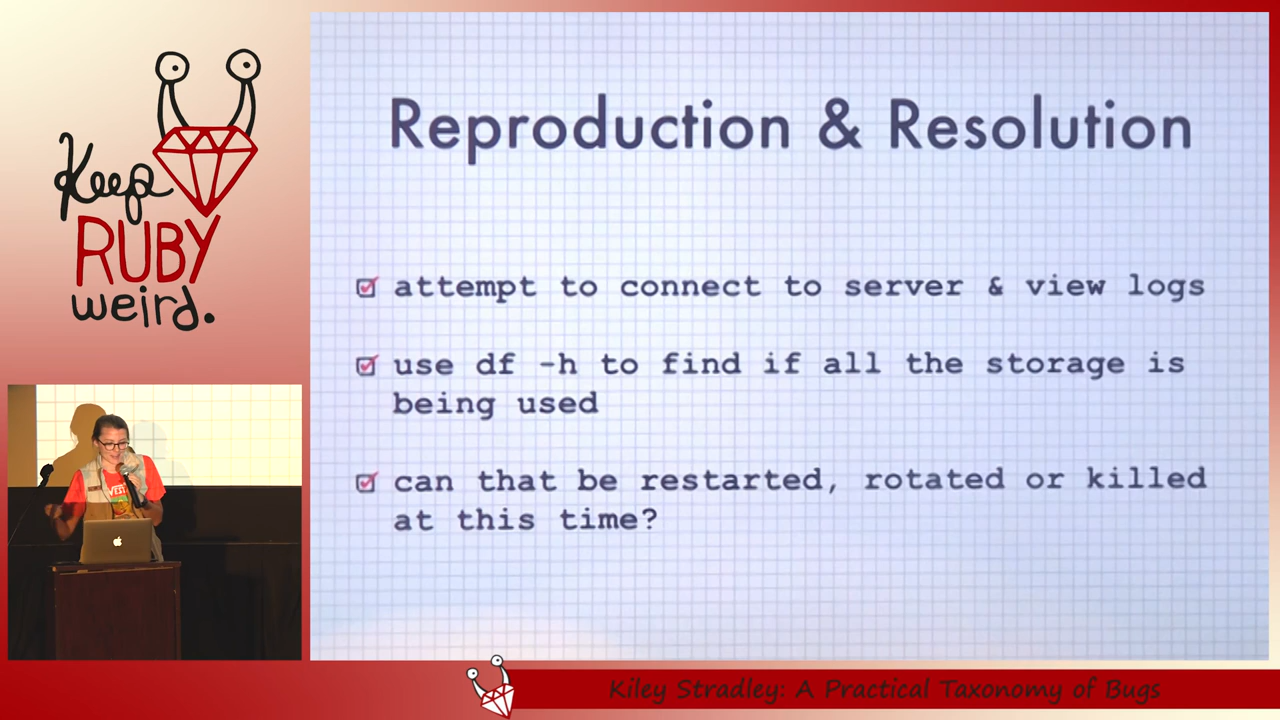 Keep
RUBY
weird.
Reproduction & Resolution
attempt to connect to server & view logs
use df -h to find if all the storage is
being used
can that be restarted, rotated or killed
at this time?
Kiley Stradley: A Practical Taxonomy of Bugs